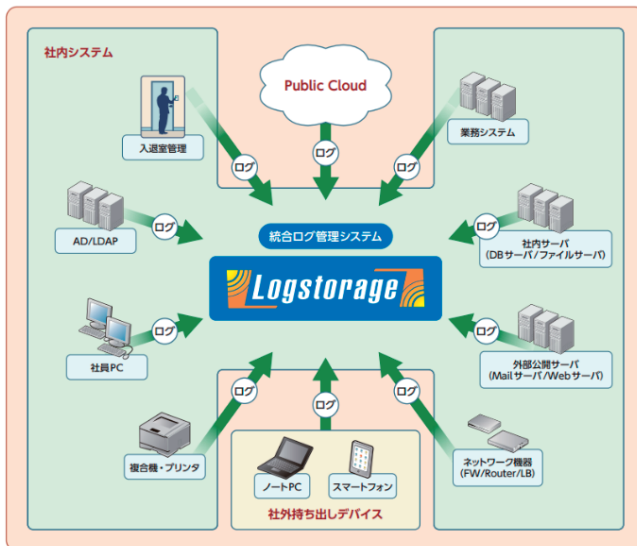 社内システム
Public Cloud
入退室管理
業務システム
ログ
ログ
ログ
AD/LDAP
ログ
統合ログ管理システム
ログ
社内サーバ
(DBサーバ/ファイルサーバ)
Logstorage
社員PC
ログ
ログ
外部公開サーバ
(Mailサーバ/Webサーバ)
ログ
ログ
ログ
複合機・プリンタ
ノートPC
スマートフォン
ネットワーク機器
(FW/Router/LB)
社外持ち出しデバイス